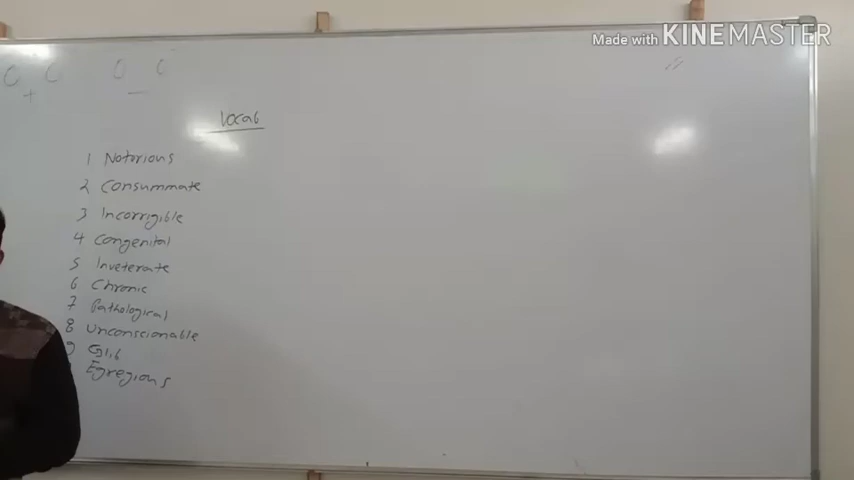 Made with KINEMASTER
Vocab
1 Notorious
2 Consummate
3 Incorrigible
4 Congenital
5 Inveterate
6 Chronic
7 Pathological
8 Unconscionable
9 Glib
Egregious